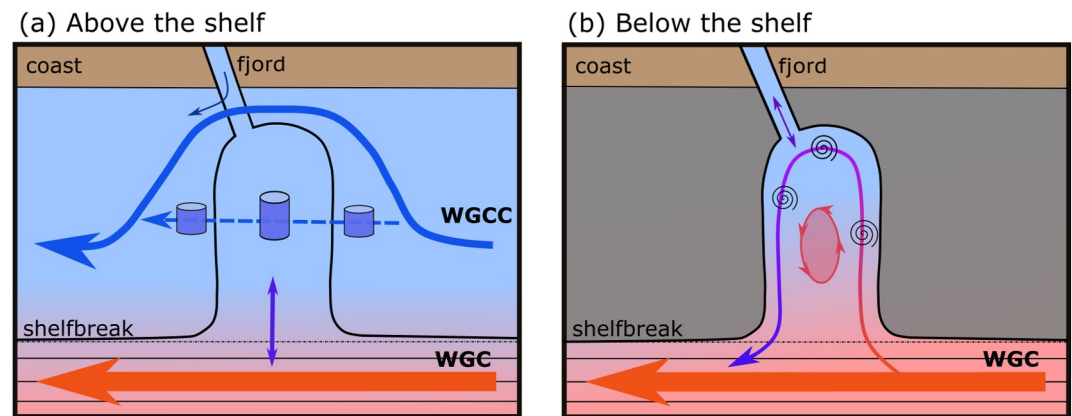 (a) Above the shelf
coast
fjord
WGCC
shelfbreak
WGC
(b) Below the shelf
coast
fjord
shelfbreak
WGC